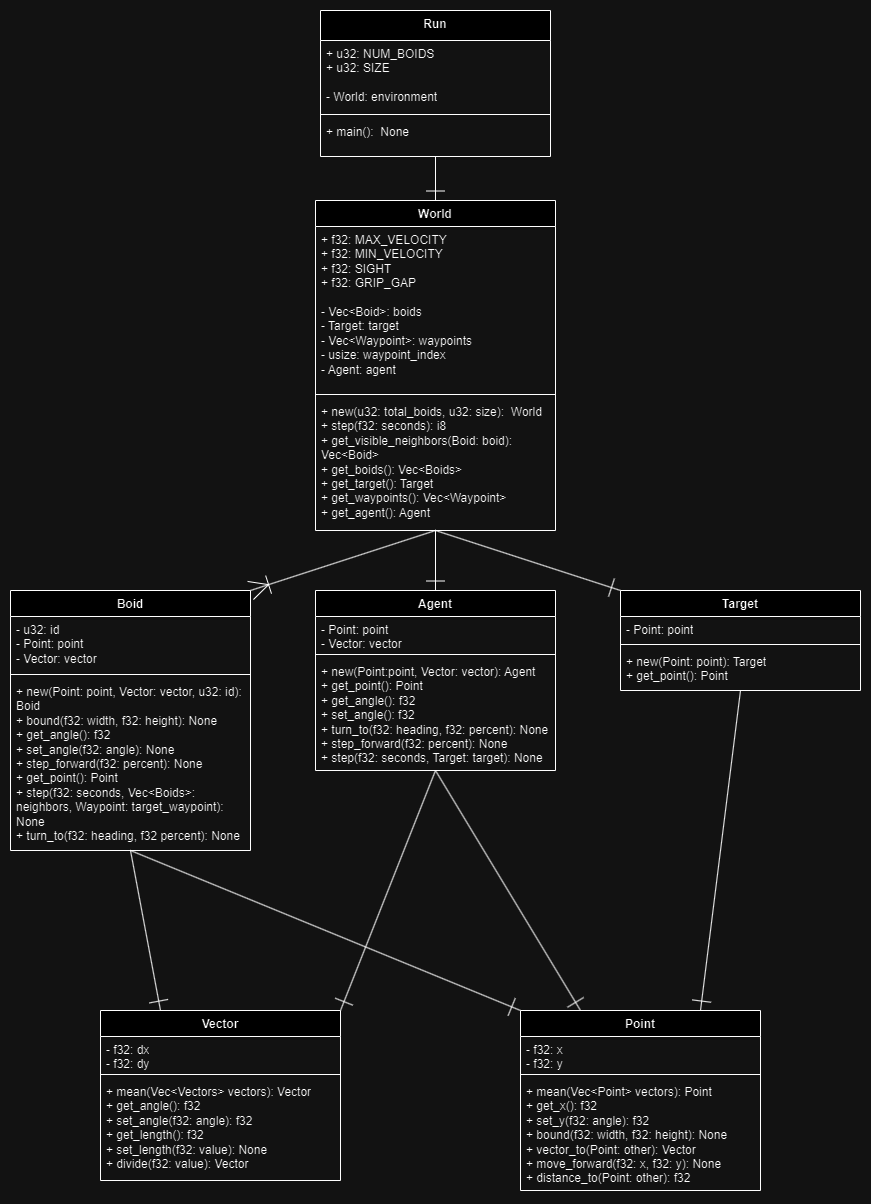 Run
+ u32: NUM_BOIDS
+ u32: SIZE
- World: environment
+ main():  None
World
+ f32: MAX_VELOCITY
+ f32: MIN_VELOCITY
+ f32: SIGHT
+ f32: GRIP_GAP
- Vec<Boid>: boids
- Target: target
- Vec<Waypoint>: waypoints
- usize: waypoint_index
- Agent: agent
+ new(u32: total_boids, u32: size):  World
+ step(f32: seconds): i8
+ get_visible_neighbors(Boid: boid):
Vec<Boid>
+ get_boids(): Vec<Boids>
+ get_target(): Target
+ get_waypoints(): Vec<Waypoint>
+ get_agent(): Agent
Boid
- u32: id
- Point: point
- Vector: vector
+ new(Point: point, Vector: vector, u32: id):
Boid
+ bound(f32: width, f32: height): None
+ get_angle(): f32
+ set_angle(f32: angle): None
+ step_forward(f32: percent): None
+ get_point(): Point
+ step(f32: seconds, Vec<Boids>:
neighbors, Waypoint: target_waypoint):
None
+ turn_to(f32: heading, f32 percent): None
Agent
- Point: point
- Vector: vector
+ new(Point:point, Vector: vector): Agent
+ get_point(): Point
+ get_angle(): f32
+ set_angle(): f32
+ turn_to(f32: heading, f32: percent): None
+ step_forward(f32: percent): None
+ step(f32: seconds, Target: target): None
Target
- Point: point
+ new(Point: point): Target
+ get_point(): Point
Vector
- f32: dx
- f32: dy
+ mean(Vec<Vectors> vectors): Vector
+ get_angle(): f32
+ set_angle(f32: angle): f32
+ get_length(): f32
+ set_length(f32: value): None
+ divide(f32: value): Vector
Point
- f32: x
- f32: y
+ mean(Vec<Point> vectors): Point
+ get_x(): f32
+ set_y(f32: angle): f32
+ bound(f32: width, f32: height): None
+ vector_to(Point: other): Vector
+ move_forward(f32: x, f32: y): None
+ distance_to(Point: other): f32